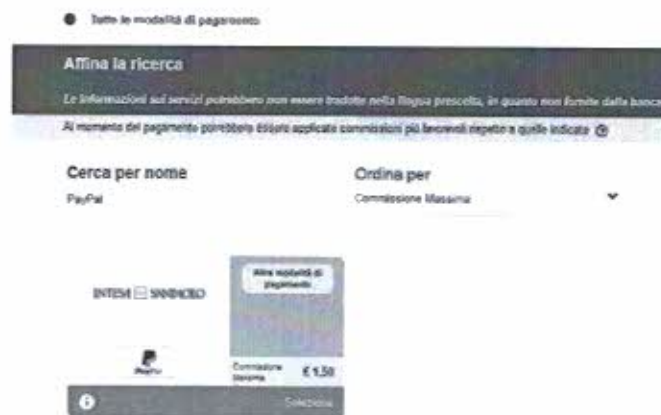 Tutte le modalità di pagamento
Affina la ricerca
Le informazioni sui servizi potrebbero non essere tradotte nella lingua prescelta, in quanto non fornite dalla banca
Al momento del pagamento potrebbero essere applicate commissioni più favorevoli rispetto a quelle indicate
Cerca per nome
Ordina per
PayPal
Commissione Massima
Altre modalità di
pagamento
INTESA SANPAOLO
PayPal
Commissione
Massima
€ 1,50
Seleziona